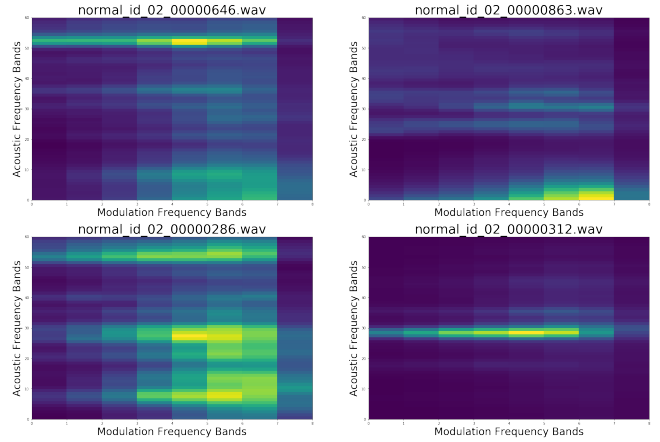 normal_id_02_00000646.wav
Acoustic Frequency Bands
Modulation Frequency Bands
normal_id_02_00000863.wav
Acoustic Frequency Bands
Modulation Frequency Bands
normal_id_02_00000286.wav
Acoustic Frequency Bands
Modulation Frequency Bands
normal_id_02_00000312.wav
Acoustic Frequency Bands
Modulation Frequency Bands